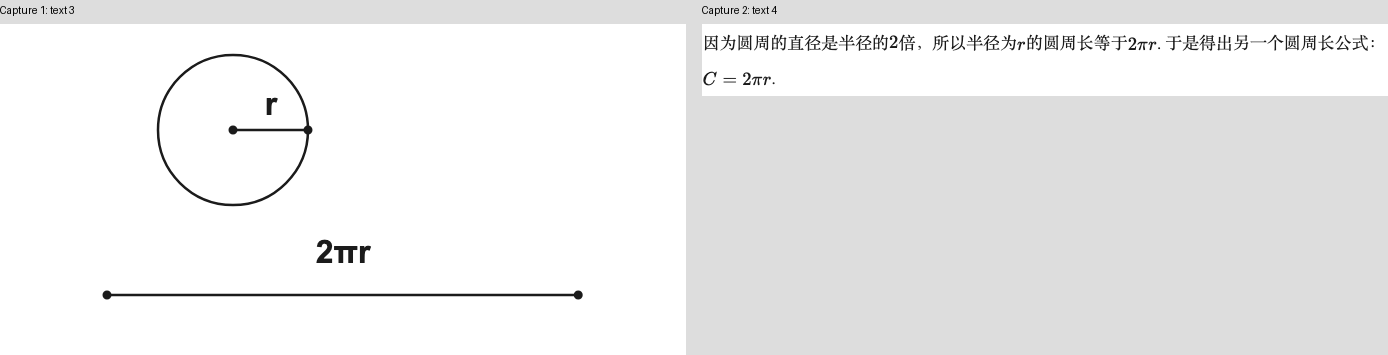 Capture 1: text 3
r
2πr
Capture 2: text 4
因为圆周的直径是半径的2倍，所以半径为r的圆周长等于2πr. 于是得出另一个圆周长公式：
C = 2πr.